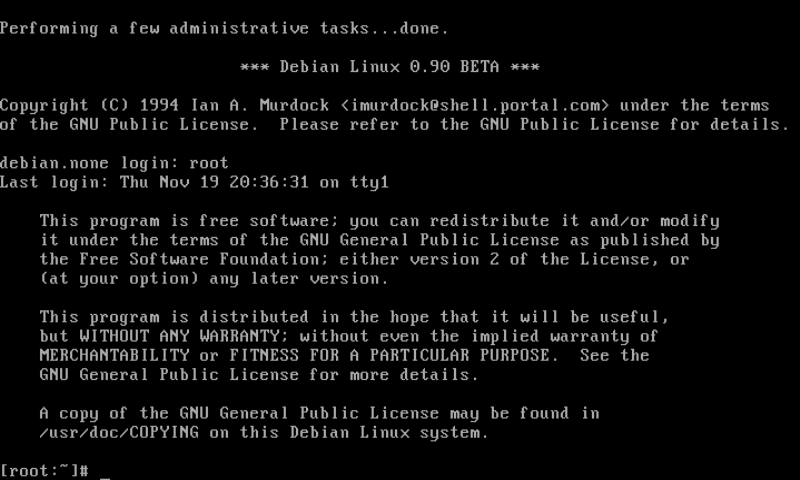 Performing a few administrative tasks...done.
*** Debian Linux 0.90 BETA ***
Copyright (C) 1994 Ian A. Murdock <imurdock@shell.portal.com> under the terms
of the GNU Public License.  Please refer to the GNU Public License for details.
debian.none login: root
Last login: Thu Nov 19 20:36:31 on tty1
This program is free software; you can redistribute it and/or modify
it under the terms of the GNU General Public License as published by
the Free Software Foundation; either version 2 of the License, or
(at your option) any later version.
This program is distributed in the hope that it will be useful,
but WITHOUT ANY WARRANTY; without even the implied warranty of
MERCHANTABILITY or FITNESS FOR A PARTICULAR PURPOSE.  See the
GNU General Public License for more details.
A copy of the GNU General Public License may be found in
/usr/doc/COPYING on this Debian Linux system.
[root:~]# _